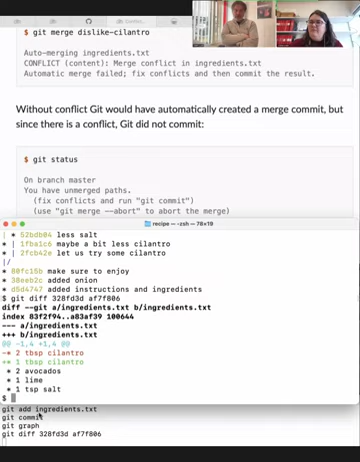 $ git merge dislike-cilantro
Auto-merging ingredients.txt
CONFLICT (content): Merge conflict in ingredients.txt
Automatic merge failed; fix conflicts and then commit the result.
Without conflict Git would have automatically created a merge commit, but
since there is a conflict, Git did not commit:
$ git status
On branch master
You have unmerged paths.
(fix conflicts and run "git commit")
(use "git merge --abort" to abort the merge)
recipe — -zsh — 78×19
| * 52bdb04 less salt
* | 1fba1c6 maybe a bit less cilantro
* | 2fcb42e let us try some cilantro
|/
* 80fc15b make sure to enjoy
* 38eeb2c added onion
* d5d4747 added instructions and ingredients
$ git diff 328fd3d af7f806
diff --git a/ingredients.txt b/ingredients.txt
index 83f2f94..a83af39 100644
--- a/ingredients.txt
+++ b/ingredients.txt
@@ -1,4 +1,4 @@
-* 2 tbsp cilantro
+* 1 tbsp cilantro
* 2 avocados
* 1 lime
* 1 tsp salt
$
git add ingredients.txt
git commit
git graph
git diff 328fd3d af7f806